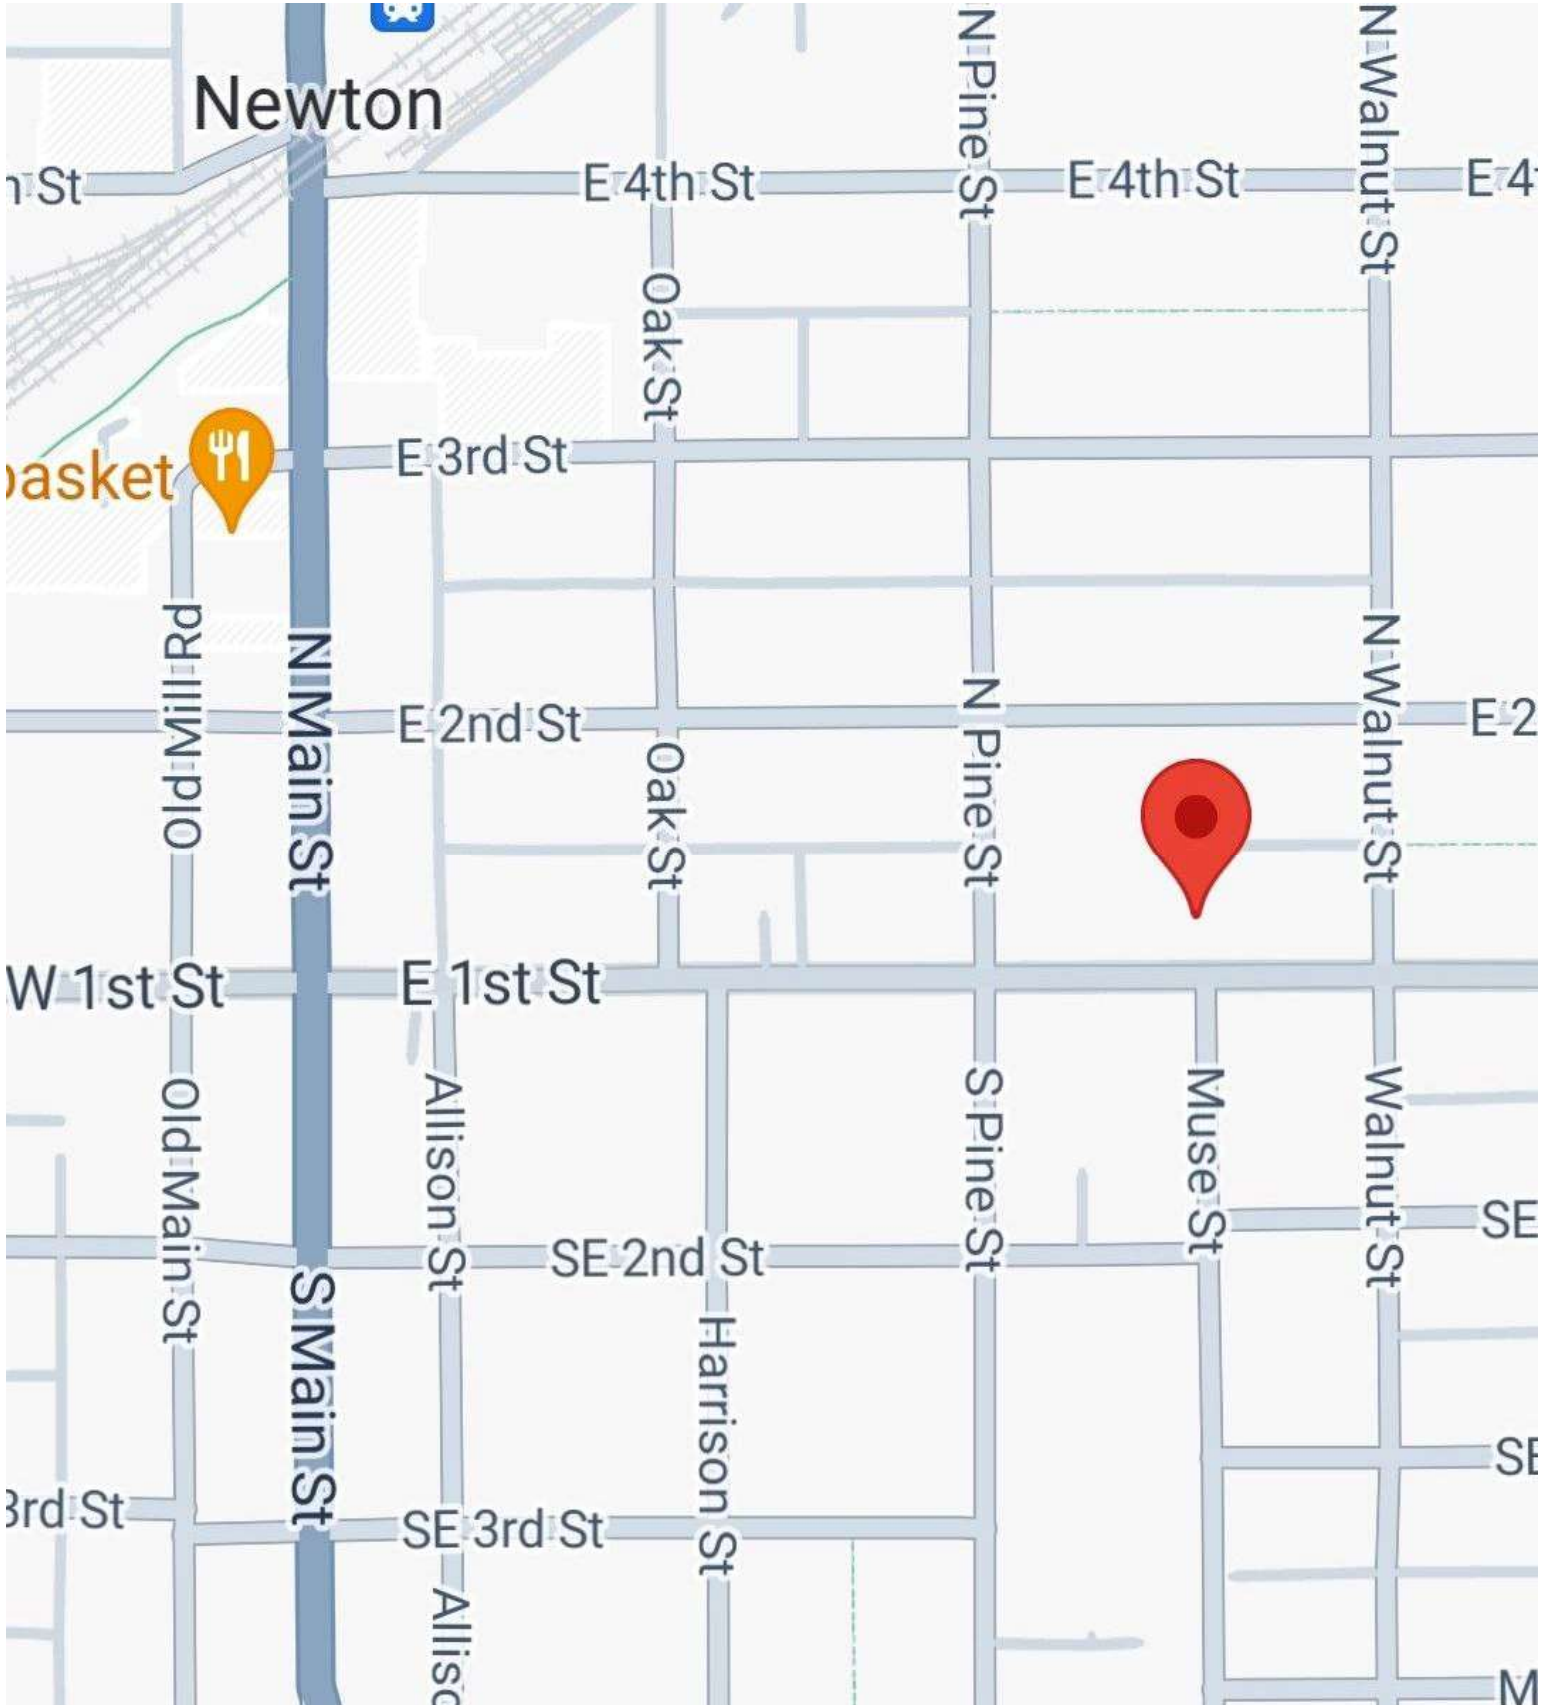 N Pine St
N Walnut St
Newton
h St
E 4th St
E 4th St
E 4
Oak St
E 3rd St
basket
Old Mill Rd
N Main St
E 2nd St
N Pine St
N Walnut St
E 2
Oak St
W 1st St
E 1st St
Old Main St
Allison St
S Pine St
Muse St
Walnut St
SE
SE 2nd St
S Main St
Harrison St
SE
3rd St
SE 3rd St
Alliso
M